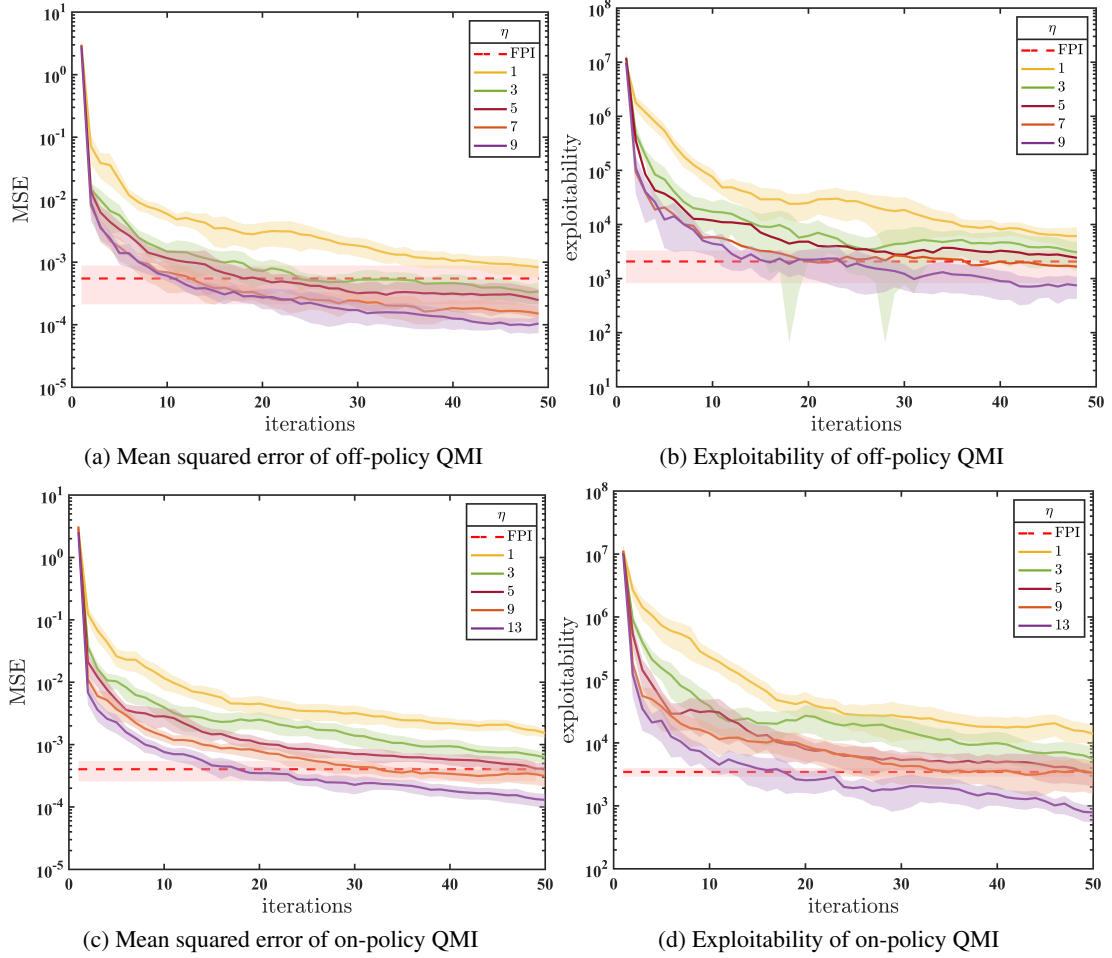 10^1
10^0
10^-1
10^-2
10^-3
10^-4
10^-5
MSE
0 10 20 30 40 50
iterations
η
FPI
1
3
5
7
9
(a) Mean squared error of off-policy QMI
10^8
10^7
10^6
10^5
10^4
10^3
10^2
10^1
exploitability
0 10 20 30 40 50
iterations
η
FPI
1
3
5
7
9
(b) Exploitability of off-policy QMI
10^1
10^0
10^-1
10^-2
10^-3
10^-4
10^-5
MSE
0 10 20 30 40 50
iterations
η
FPI
1
3
5
9
13
(c) Mean squared error of on-policy QMI
10^8
10^7
10^6
10^5
10^4
10^3
10^2
exploitability
0 10 20 30 40 50
iterations
η
FPI
1
3
5
9
13
(d) Exploitability of on-policy QMI